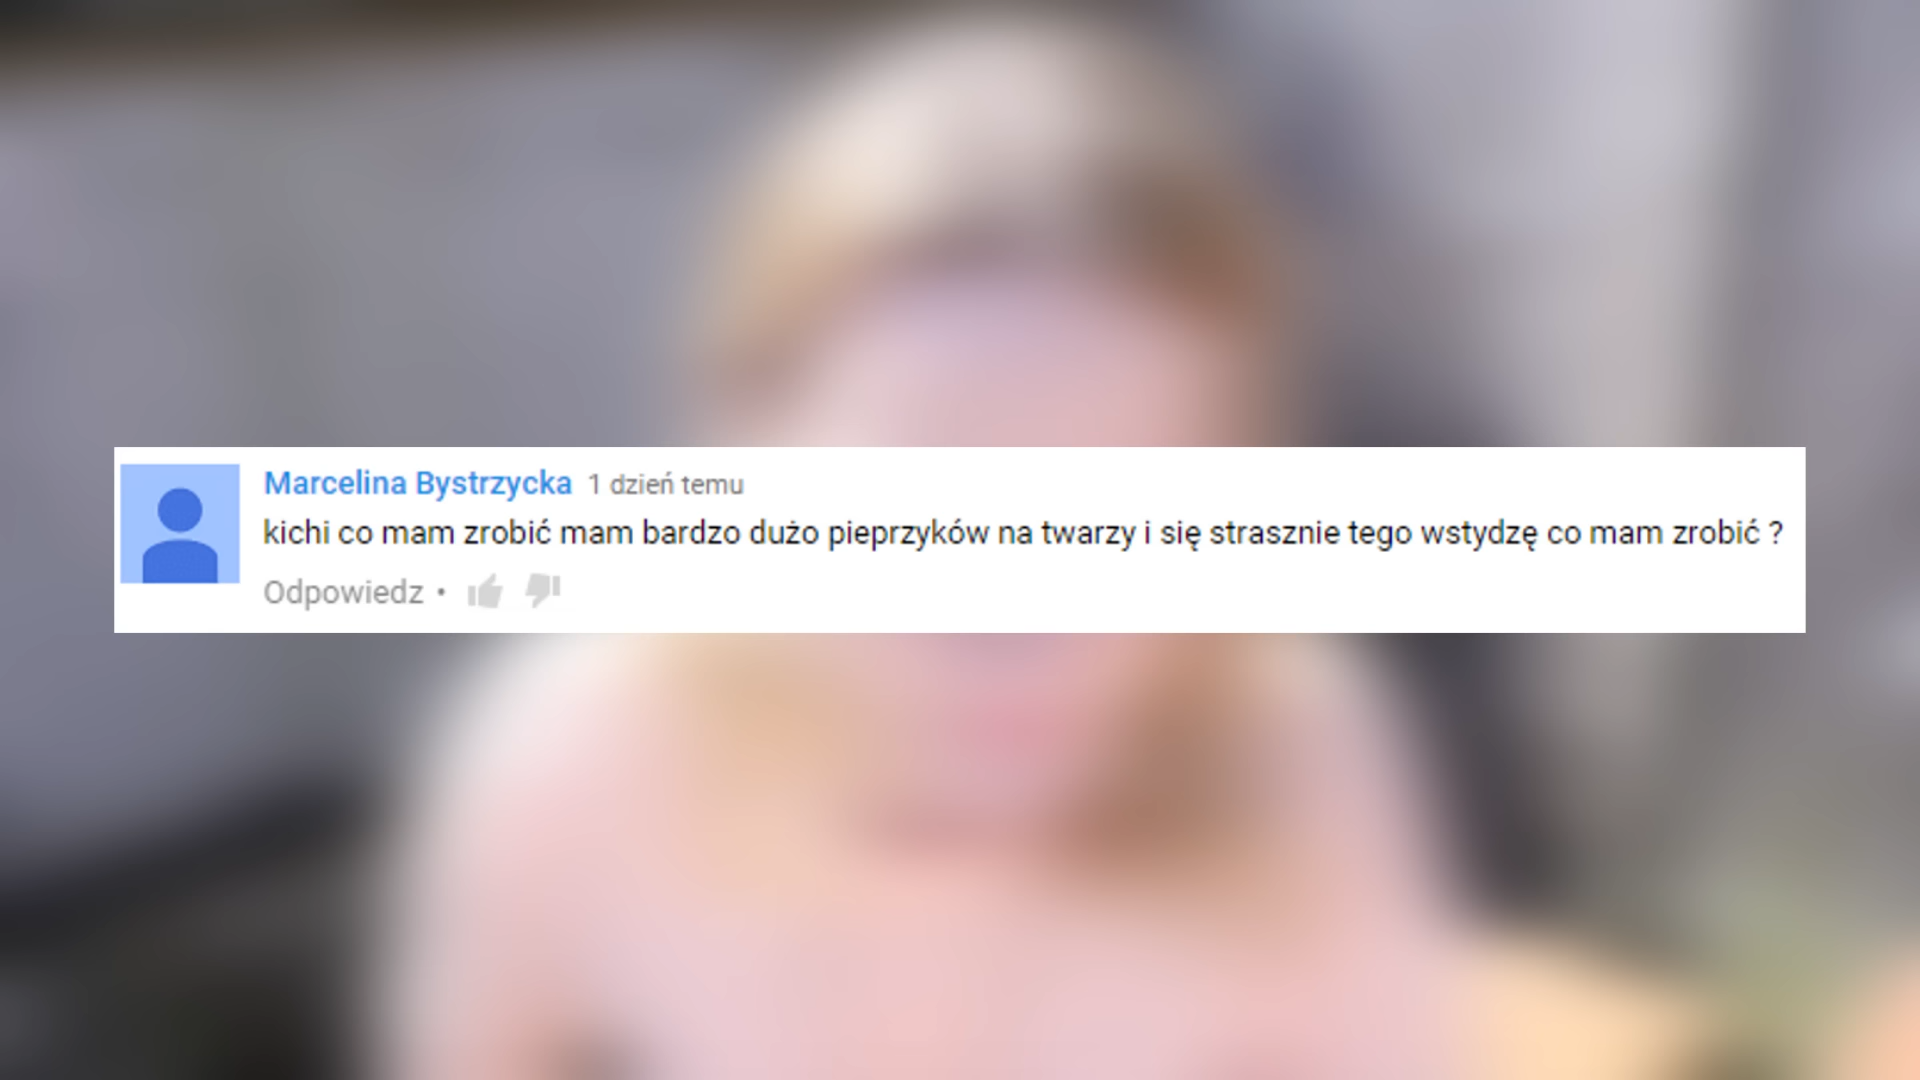 Marcelina Bystrzycka 1 dzień temu
kichi co mam zrobić mam bardzo dużo pieprzyków na twarzy i się strasznie tego wstydzę co mam zrobić ?
Odpowiedz •